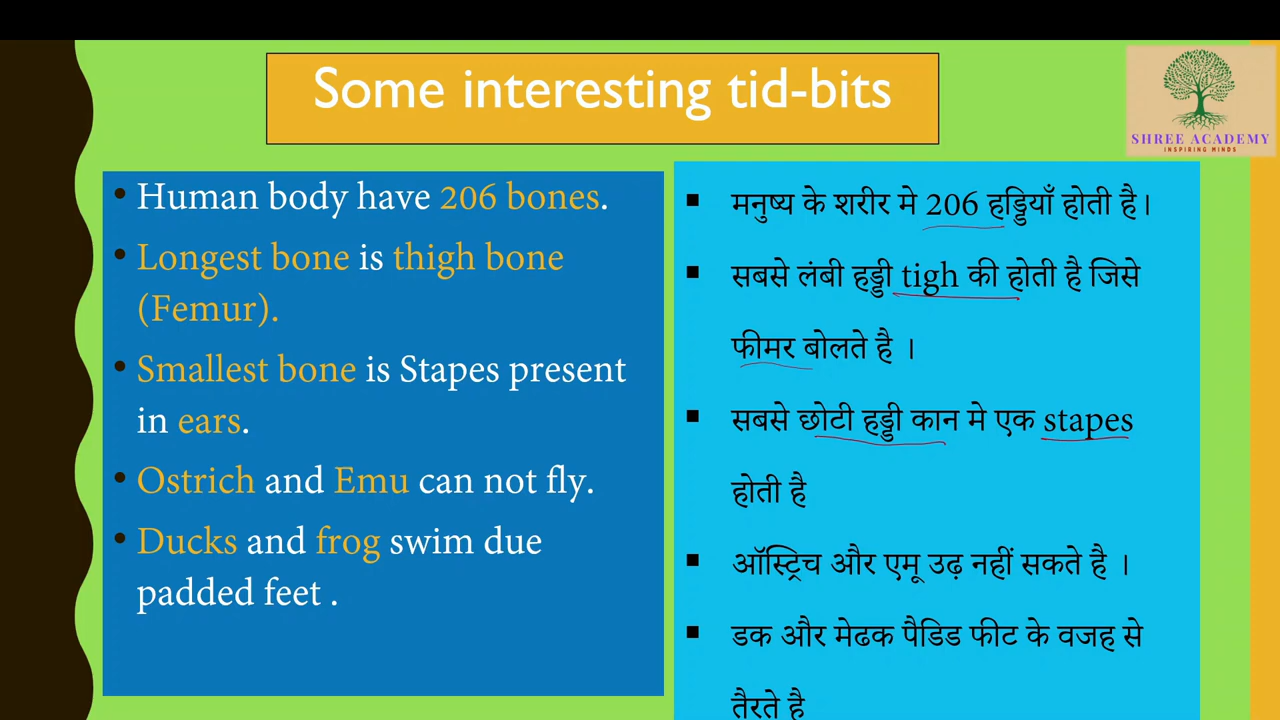 Some interesting tid-bits
SHREE ACADEMY
INSPIRING MINDS
• Human body have 206 bones.
• Longest bone is thigh bone
(Femur).
• Smallest bone is Stapes present
in ears.
• Ostrich and Emu can not fly.
• Ducks and frog swim due
padded feet .
▪ मनुष्य के शरीर मे 206 हड्डियाँ होती है।
▪ सबसे लंबी हड्डी tigh की होती है जिसे
फीमर बोलते है ।
▪ सबसे छोटी हड्डी कान मे एक stapes
होती है
▪ ऑस्ट्रिच और एमू उढ़ नहीं सकते है ।
▪ डक और मेढक पैडिड फीट के वजह से
तैरते है